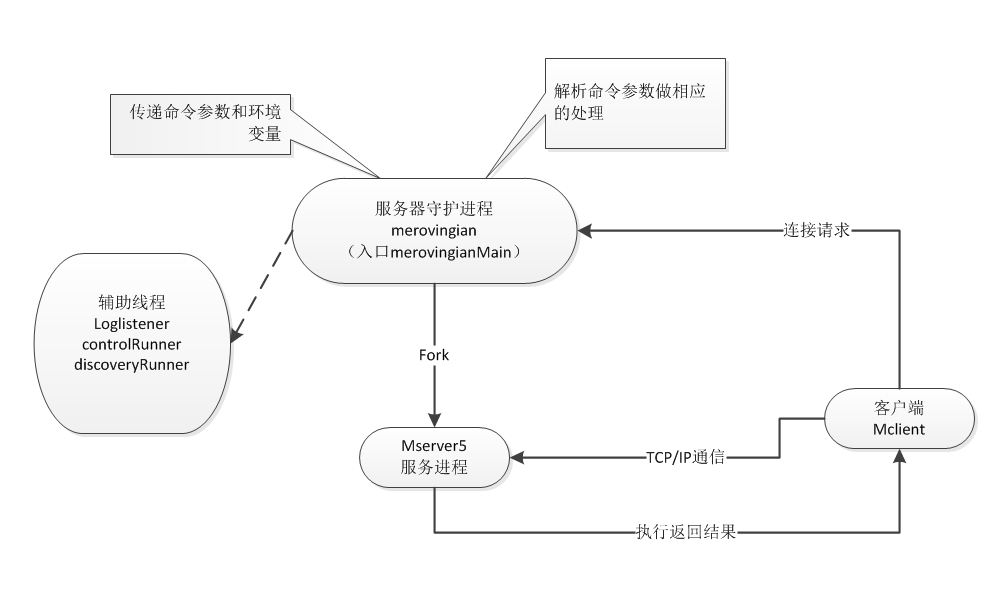 传递命令参数和环境
变量
解析命令参数做相应
的处理
服务器守护进程
merovingian
（入口merovingianMain）
连接请求
辅助线程
Loglistener
controlRunner
discoveryRunner
Fork
客户端
Mclient
Mserver5
服务进程
TCP/IP通信
执行返回结果